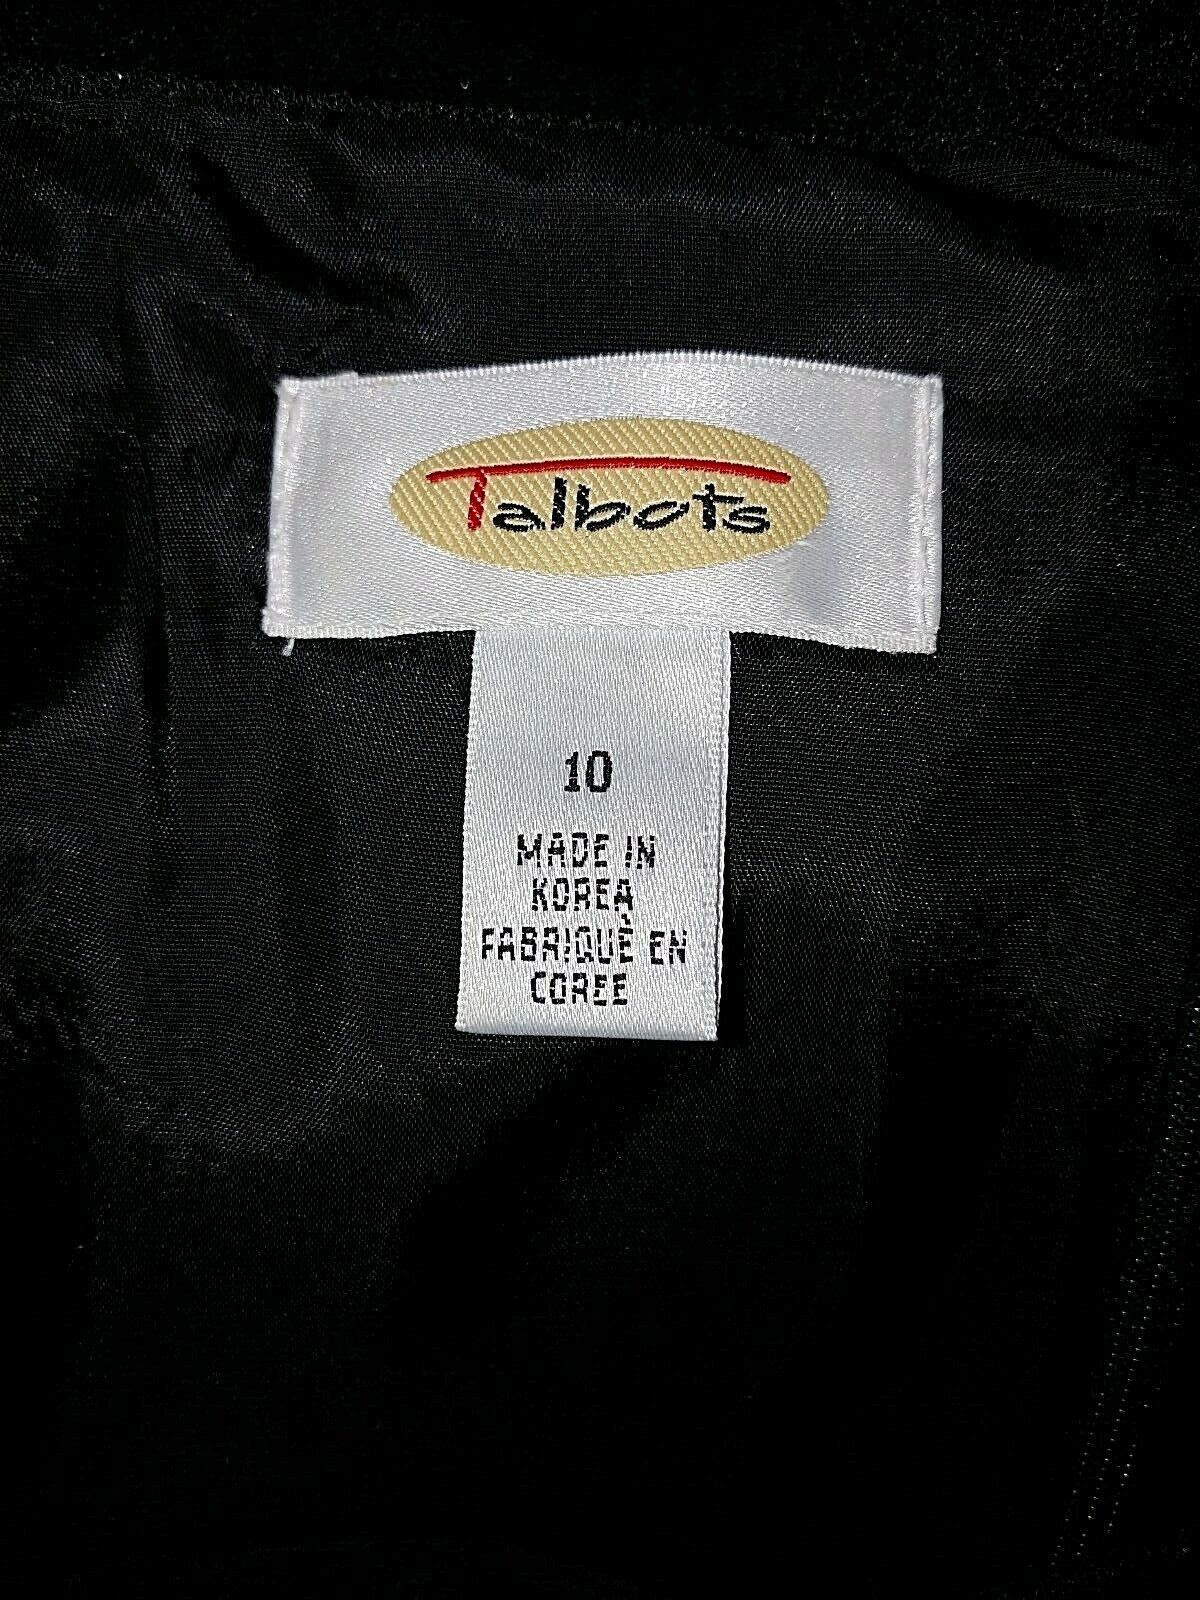 Talbots
10
MADE IN
KOREA
FABRIQUÈ EN
COREE